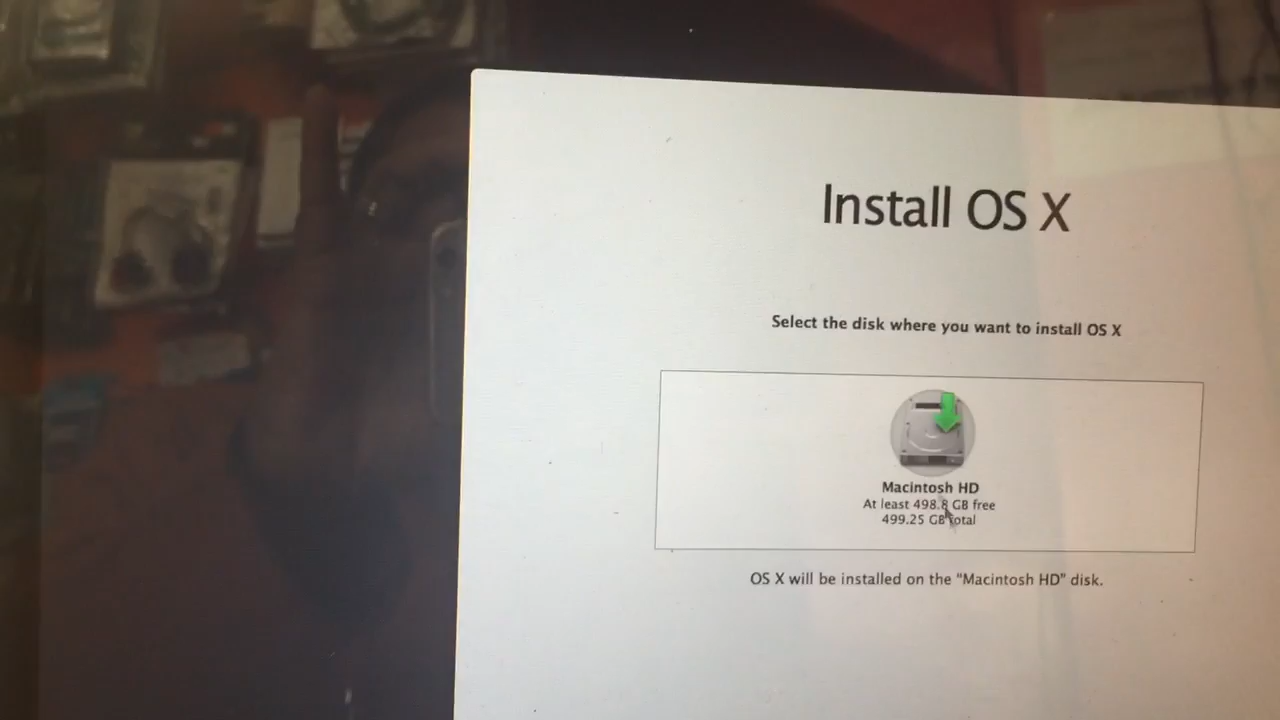 Install OS X
Select the disk where you want to install OS X
Macintosh HD
At least 498.8 GB free
499.25 GB total
OS X will be installed on the "Macintosh HD" disk.